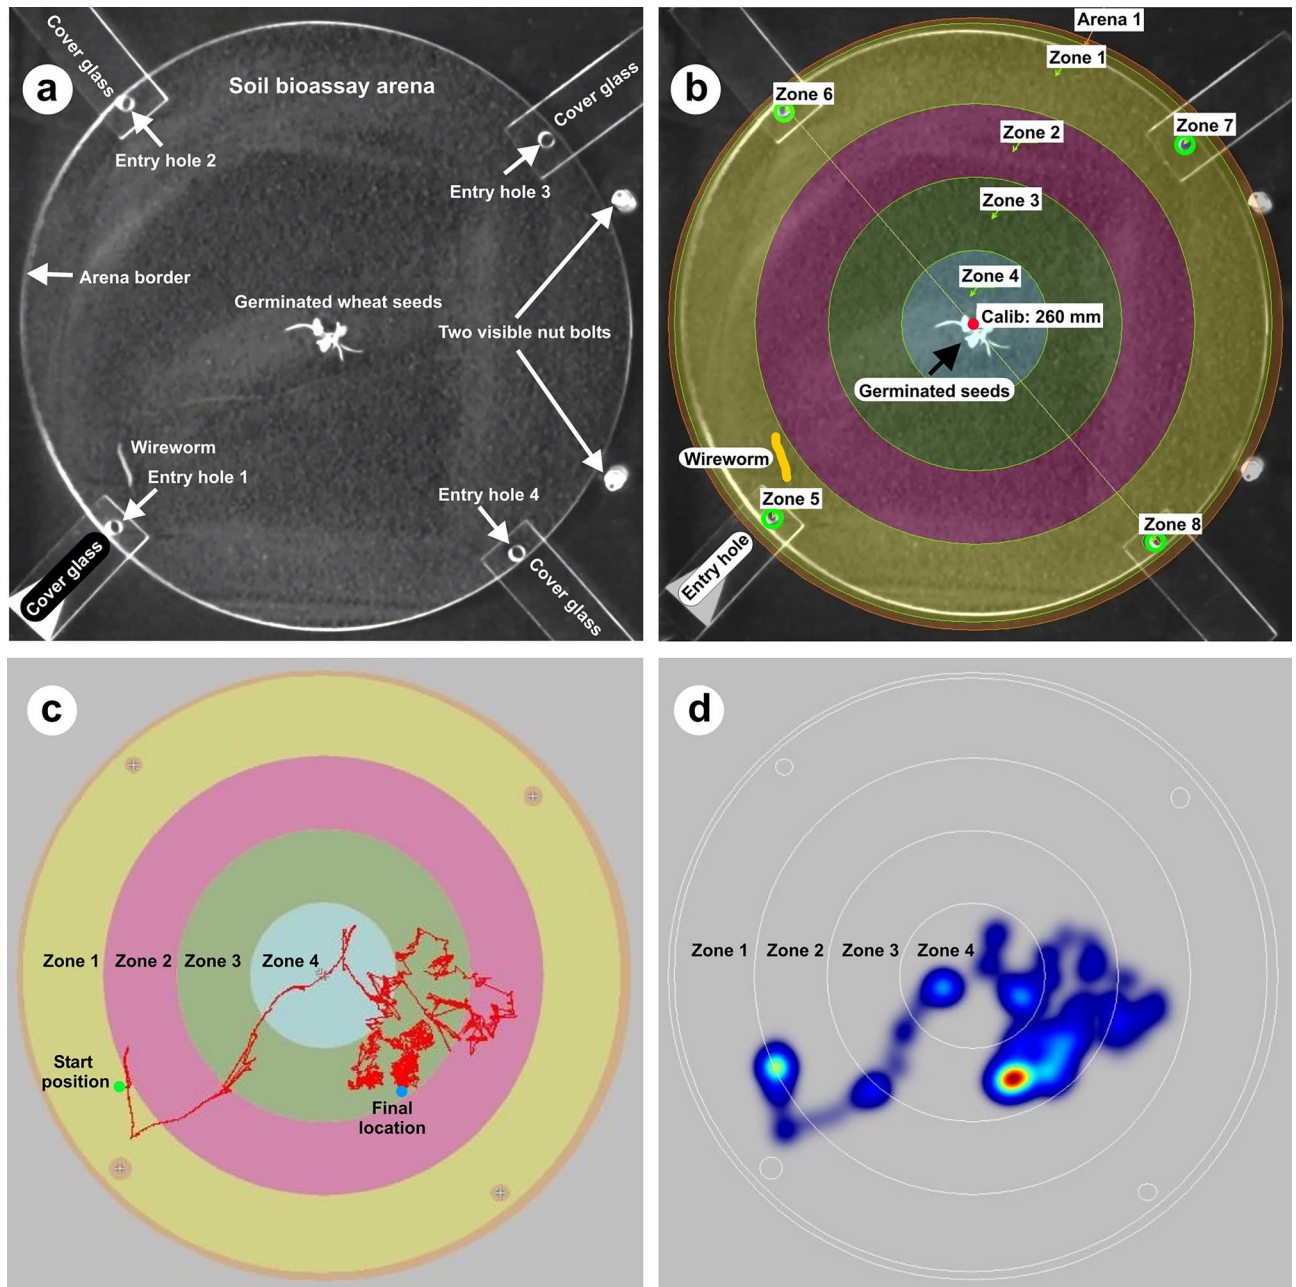 a
Cover glass
Soil bioassay arena
Cover glass
Entry hole 2
Entry hole 3
Arena border
Germinated wheat seeds
Two visible nut bolts
Wireworm
Entry hole 1
Entry hole 4
Cover glass
Cover glass
b
Arena 1
Zone 1
Zone 6
Zone 7
Zone 2
Zone 3
Zone 4
Calib: 260 mm
Germinated seeds
Wireworm
Zone 5
Zone 8
Entry hole
c
Zone 1
Zone 2
Zone 3
Zone 4
Start
position
Final
location
d
Zone 1
Zone 2
Zone 3
Zone 4